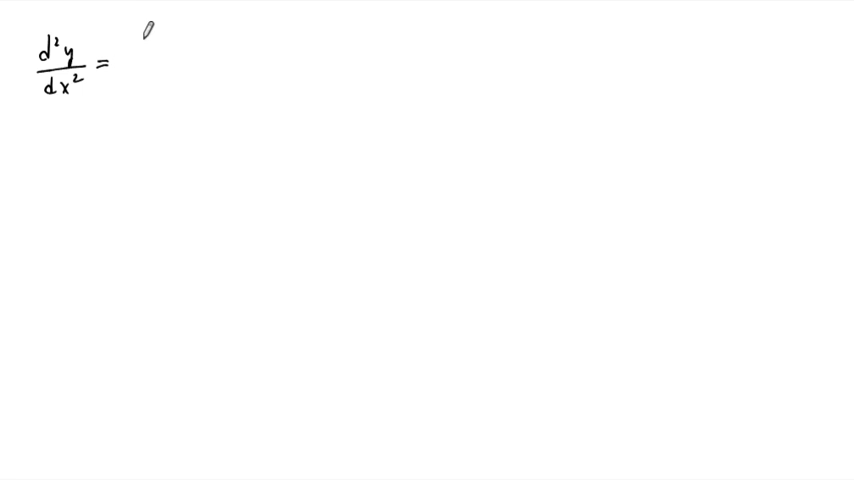 d²y/dx² =